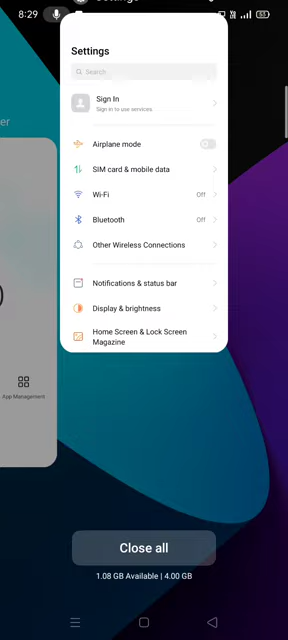 8:29
53
Settings
Search
Sign In
Sign in to use services.
Airplane mode
SIM card & mobile data
Wi-Fi
Off
Bluetooth
Off
Other Wireless Connections
Notifications & status bar
Display & brightness
Home Screen & Lock Screen
Magazine
er
App Management
Close all
1.08 GB Available | 4.00 GB